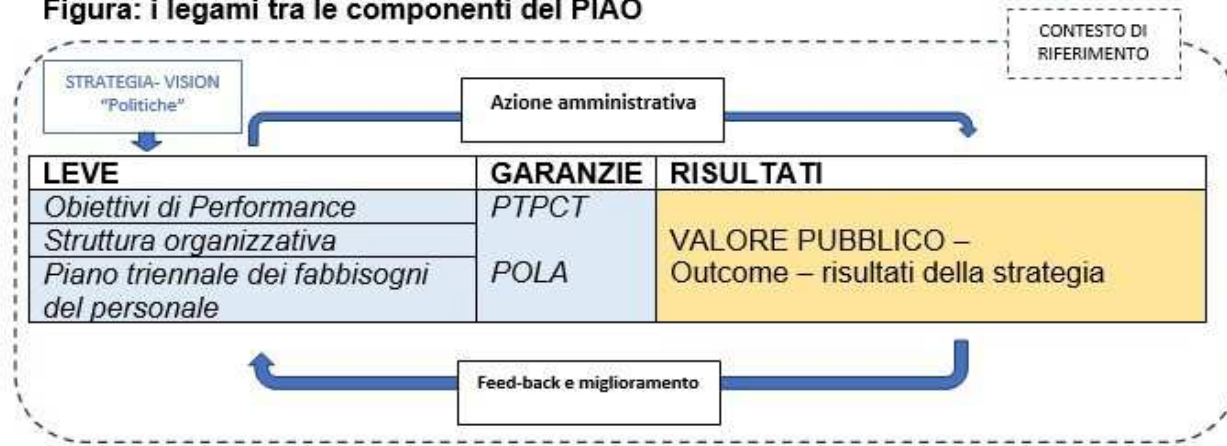 Figura: i legami tra le componenti del PIAO
CONTESTO DI
RIFERIMENTO
STRATEGIA- VISION
"Politiche"
Azione amministrativa
LEVE GARANZIE RISULTATI
Obiettivi di Performance PTPCT
Struttura organizzativa
VALORE PUBBLICO –
Piano triennale dei fabbisogni
del personale
POLA
Outcome – risultati della strategia
Feed-back e miglioramento